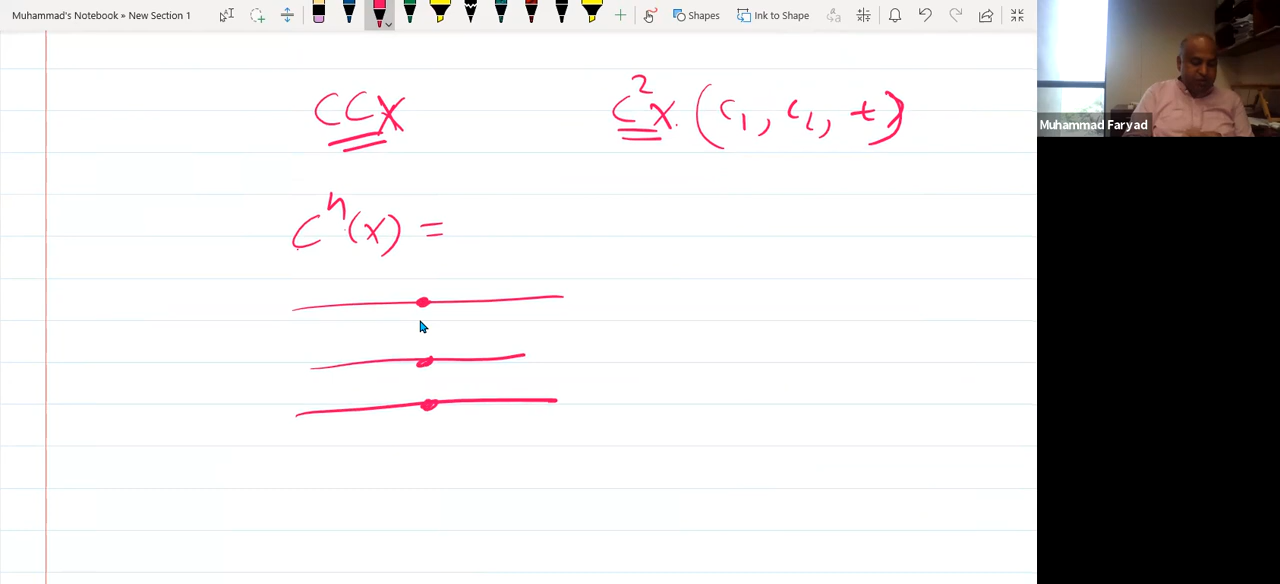 Muhammad's Notebook » New Section 1
Shapes
Ink to Shape
Muhammad Faryad
CCX
C²X (c₁, c₂, t)
Cⁿ(x) =